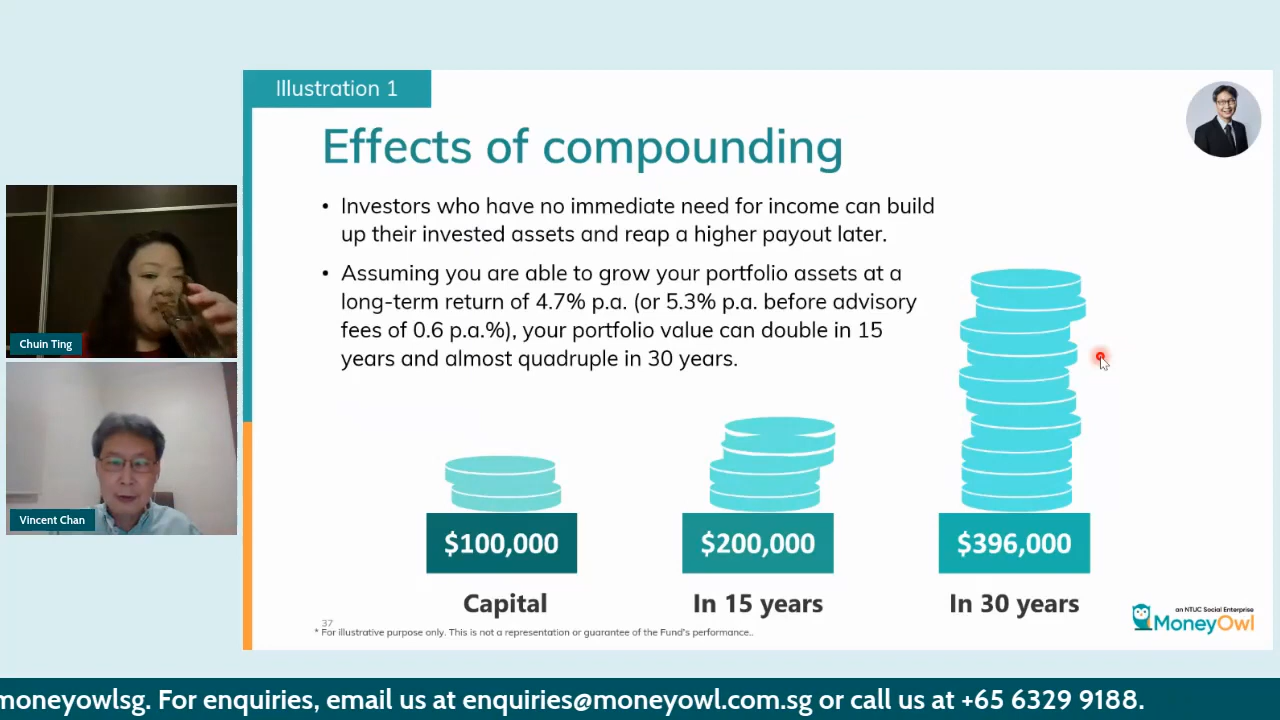 Illustration 1
Effects of compounding
• Investors who have no immediate need for income can build
up their invested assets and reap a higher payout later.
• Assuming you are able to grow your portfolio assets at a
long-term return of 4.7% p.a. (or 5.3% p.a. before advisory
fees of 0.6 p.a.%), your portfolio value can double in 15
years and almost quadruple in 30 years.
Chuin Ting
Vincent Chan
$100,000
$200,000
$396,000
Capital
In 15 years
In 30 years
an NTUC Social Enterprise
MoneyOwl
37
* For illustrative purpose only. This is not a representation or guarantee of the Fund's performance..
moneyowlsg. For enquiries, email us at enquiries@moneyowl.com.sg or call us at +65 6329 9188.